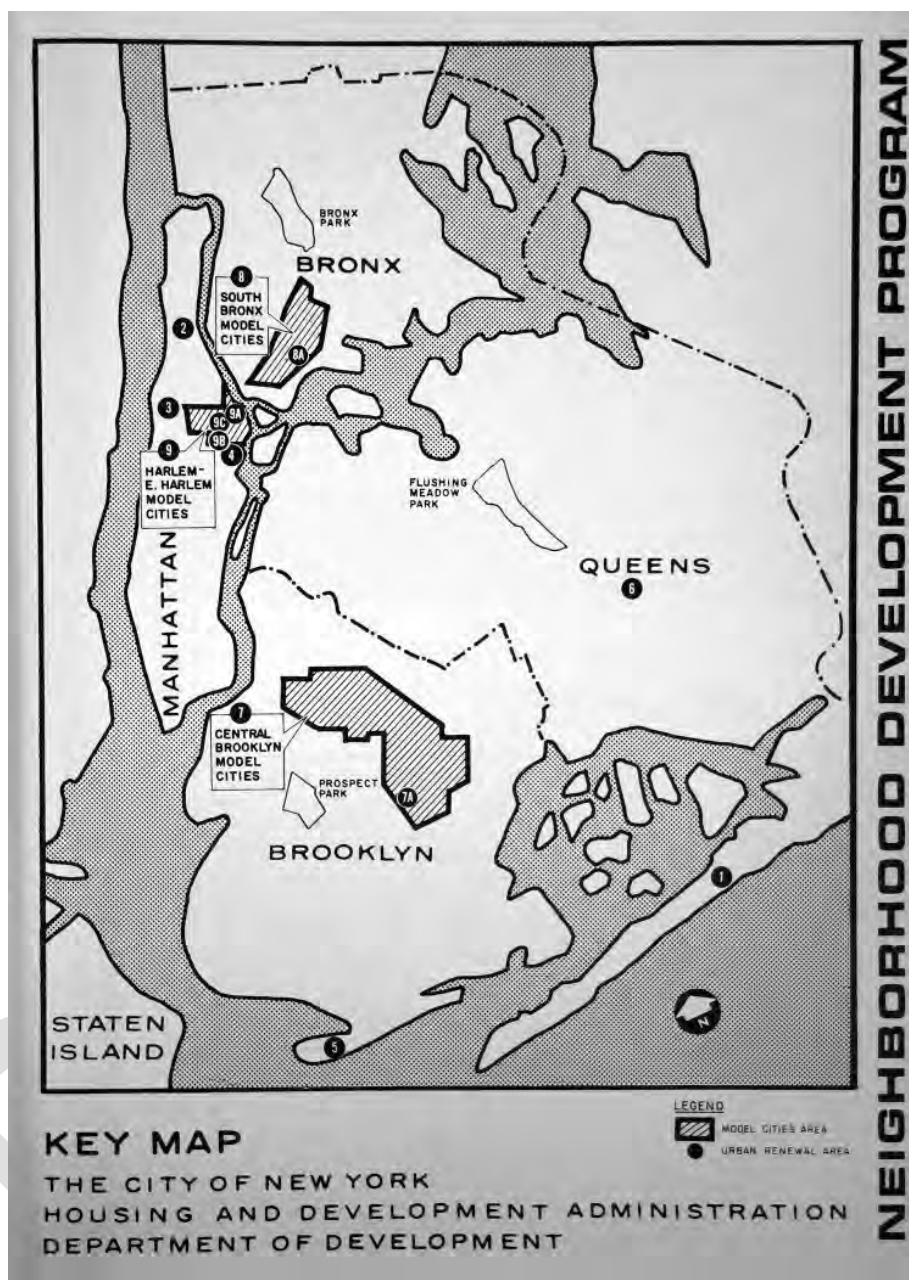 NEIGHBORHOOD DEVELOPMENT PROGRAM
BRONX
PARK
BRONX
8
SOUTH
BRONX
MODEL
CITIES
8A
2
3
9A
9C
9B
9
4
HARLEM-
E. HARLEM
MODEL
CITIES
FLUSHING
MEADOW
PARK
QUEENS
6
MANHATTAN
7
CENTRAL
BROOKLYN
MODEL
CITIES
PROSPECT
PARK
7A
BROOKLYN
1
N
STATEN
ISLAND
5
LEGEND
MODEL CITIES AREA
URBAN RENEWAL AREA
KEY MAP
THE CITY OF NEW YORK
HOUSING AND DEVELOPMENT ADMINISTRATION
DEPARTMENT OF DEVELOPMENT